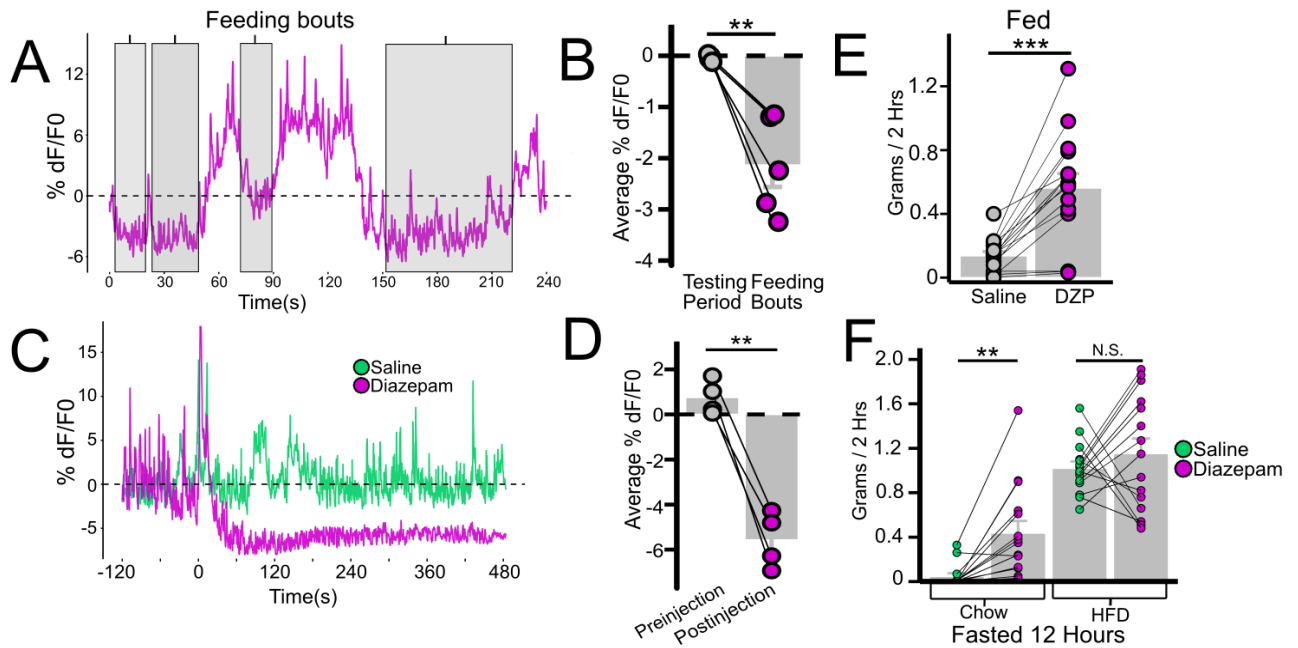 A
Feeding bouts
% dF/F0
12
6
0
-6
0 30 60 90 120 150 180 210 240
Time(s)
B
**
Average % dF/F0
0
-1
-2
-3
-4
Testing Period
Feeding Bouts
E
Fed
***
Grams / 2 Hrs
1.2
0.8
0.4
0
Saline DZP
C
% dF/F0
15
10
5
0
-5
-120 0 120 240 360 480
Time(s)
Saline
Diazepam
D
**
Average % dF/F0
2
0
-2
-4
-6
Preinjection
Postinjection
F
** N.S.
Grams / 2 Hrs
2.0
1.6
1.2
0.8
0.4
0
Chow HFD
Fasted 12 Hours
Saline
Diazepam